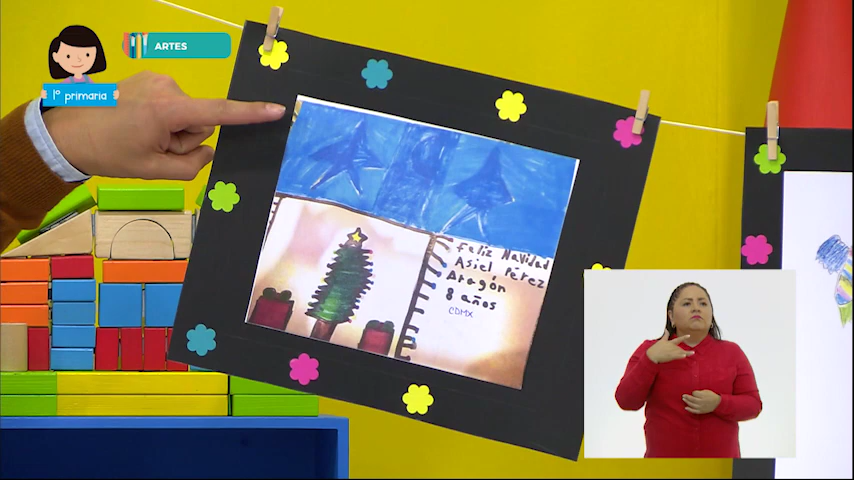 ARTES
1° primaria
Feliz Navidad
Asiel Pérez
Aragón
8 años
CDMX